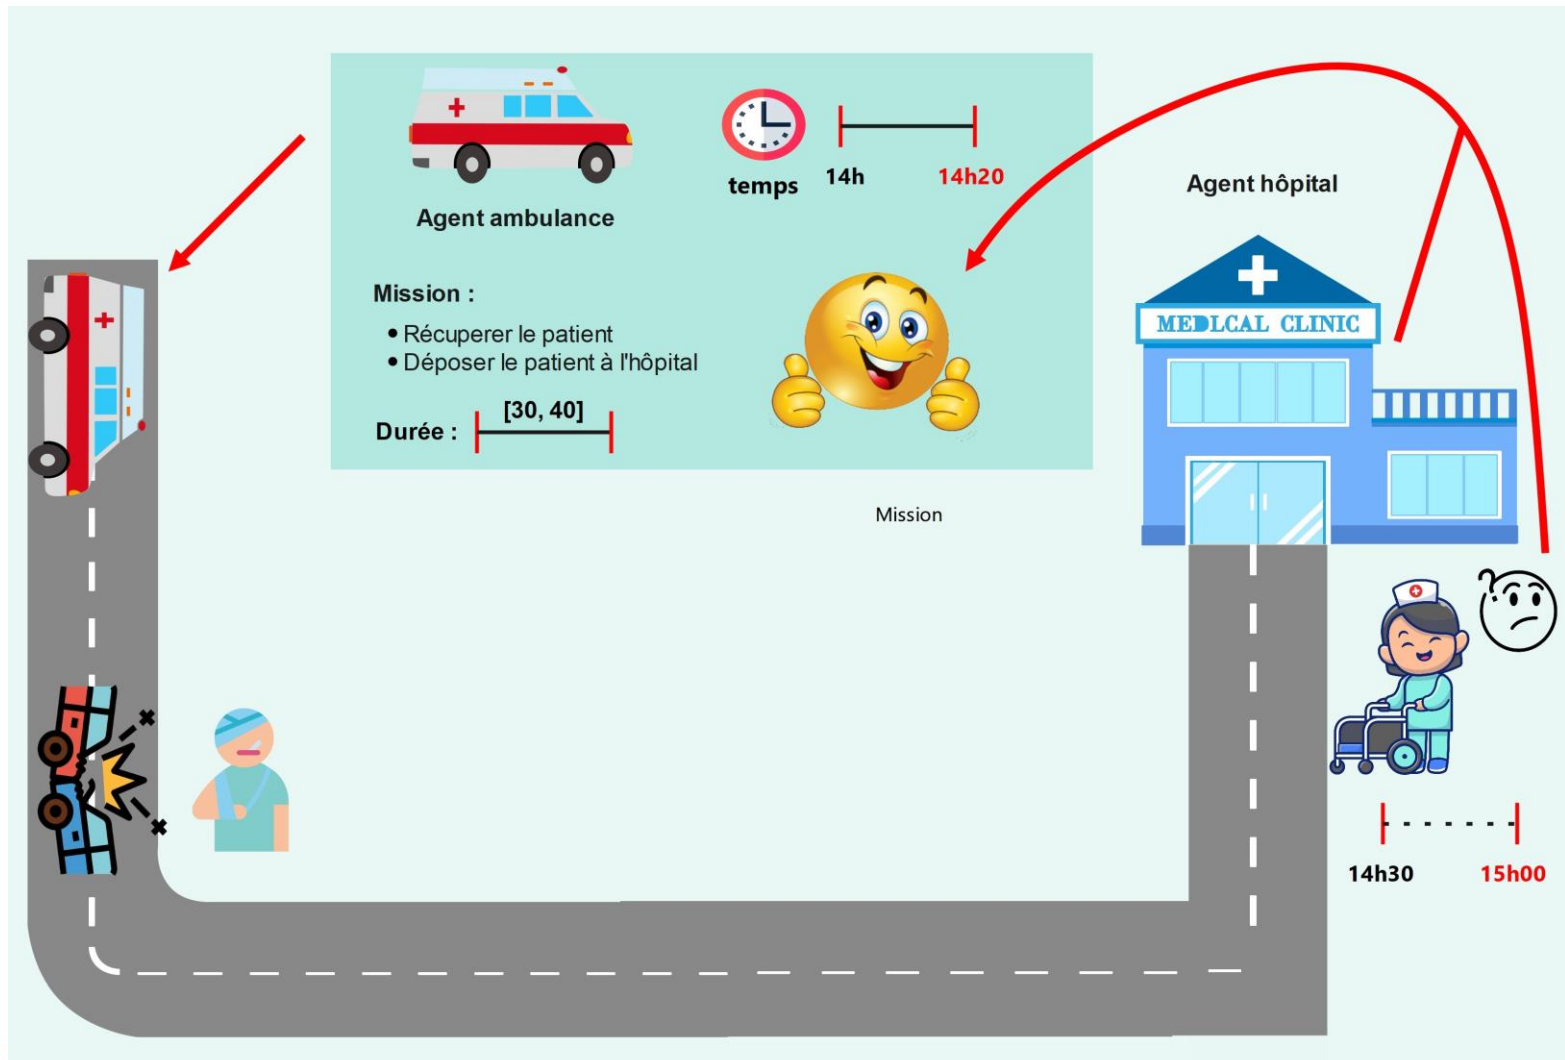 temps
14h
14h20
Agent ambulance
Mission :
• Récuperer le patient
• Déposer le patient à l'hôpital
[30, 40]
Durée :
Mission
Agent hôpital
MEDLCAL CLINIC
?
14h30
15h00